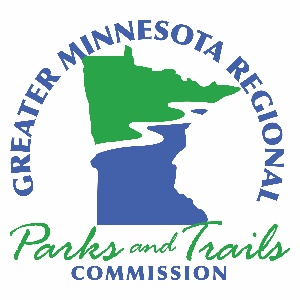 GREATER MINNESOTA REGIONAL
Parks and Trails
COMMISSION